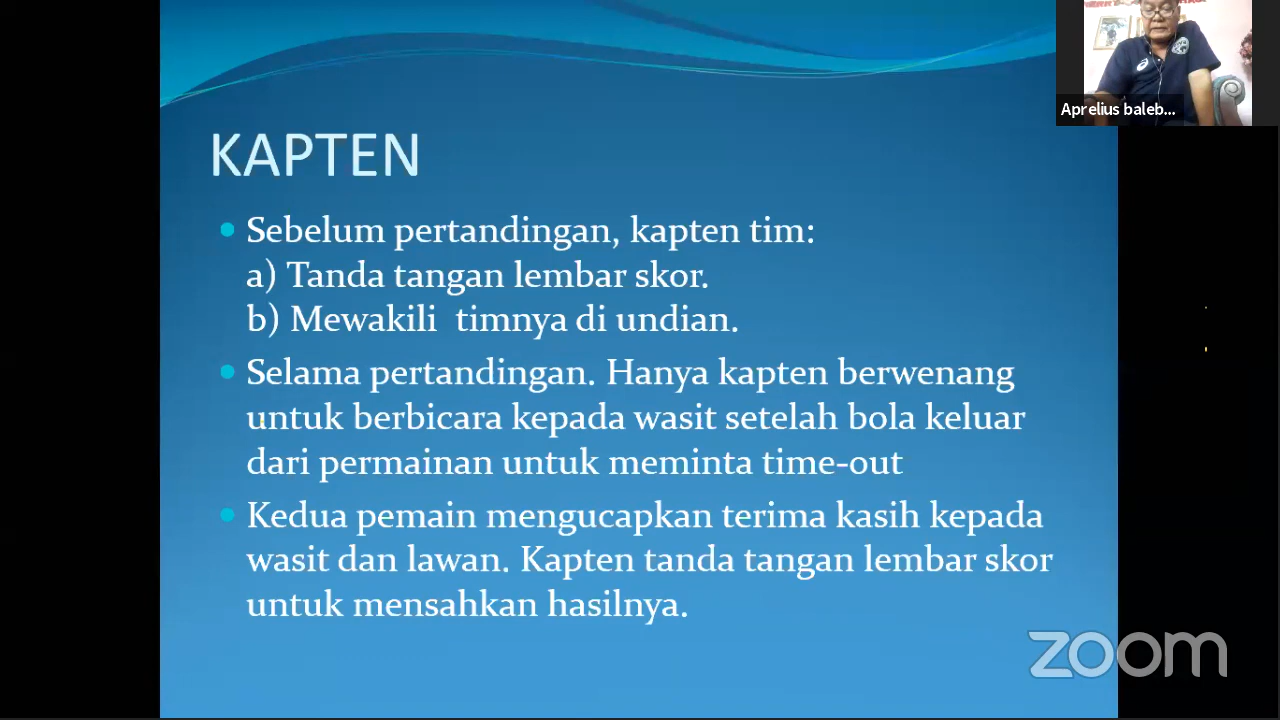 Aprelius baleb...
KAPTEN
Sebelum pertandingan, kapten tim:
a) Tanda tangan lembar skor.
b) Mewakili timnya di undian.
Selama pertandingan. Hanya kapten berwenang
untuk berbicara kepada wasit setelah bola keluar
dari permainan untuk meminta time-out
Kedua pemain mengucapkan terima kasih kepada
wasit dan lawan. Kapten tanda tangan lembar skor
untuk mensahkan hasilnya.
zoom